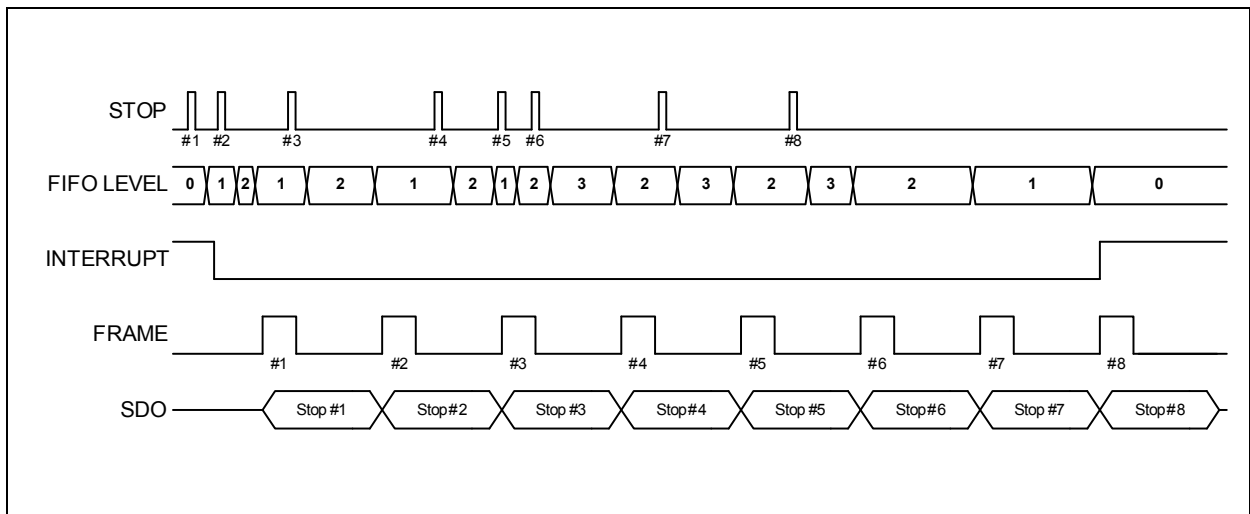 STOP
#1 #2 #3 #4 #5 #6 #7 #8
FIFO LEVEL 0 1 2 1 2 1 2 1 2 3 2 3 2 3 2 1 0
INTERRUPT
FRAME
#1 #2 #3 #4 #5 #6 #7 #8
SDO Stop #1 Stop#2 Stop #3 Stop#4 Stop #5 Stop#6 Stop #7 Stop#8